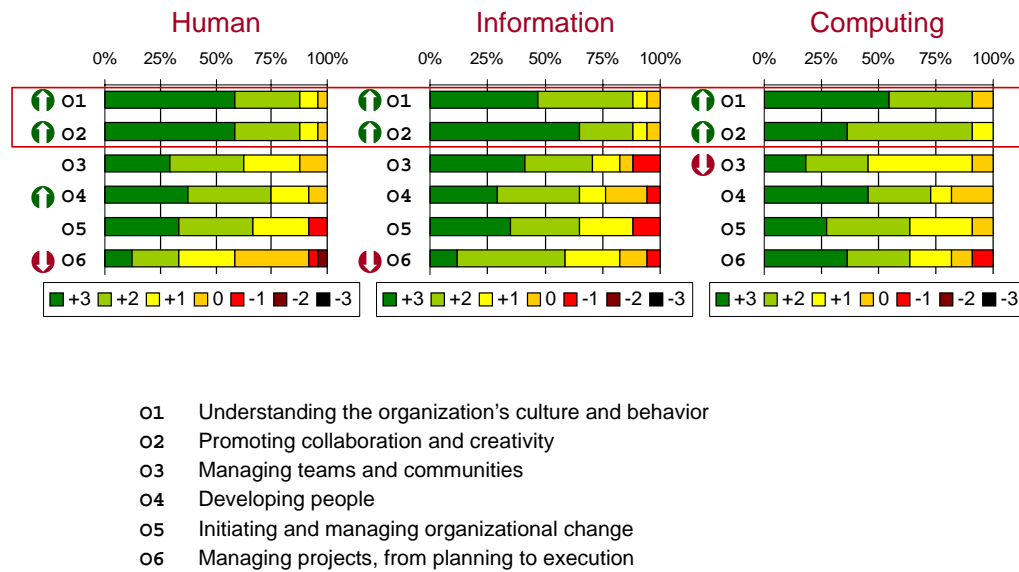 Human Information Computing
0% 25% 50% 75% 100% 0% 25% 50% 75% 100% 0% 25% 50% 75% 100%
O1 O1 O1
O2 O2 O2
O3 O3 O3
O4 O4 O4
O5 O5 O5
O6 O6 O6
+3 +2 +1 0 -1 -2 -3 +3 +2 +1 0 -1 -2 -3 +3 +2 +1 0 -1 -2 -3
O1 Understanding the organization's culture and behavior
O2 Promoting collaboration and creativity
O3 Managing teams and communities
O4 Developing people
O5 Initiating and managing organizational change
O6 Managing projects, from planning to execution